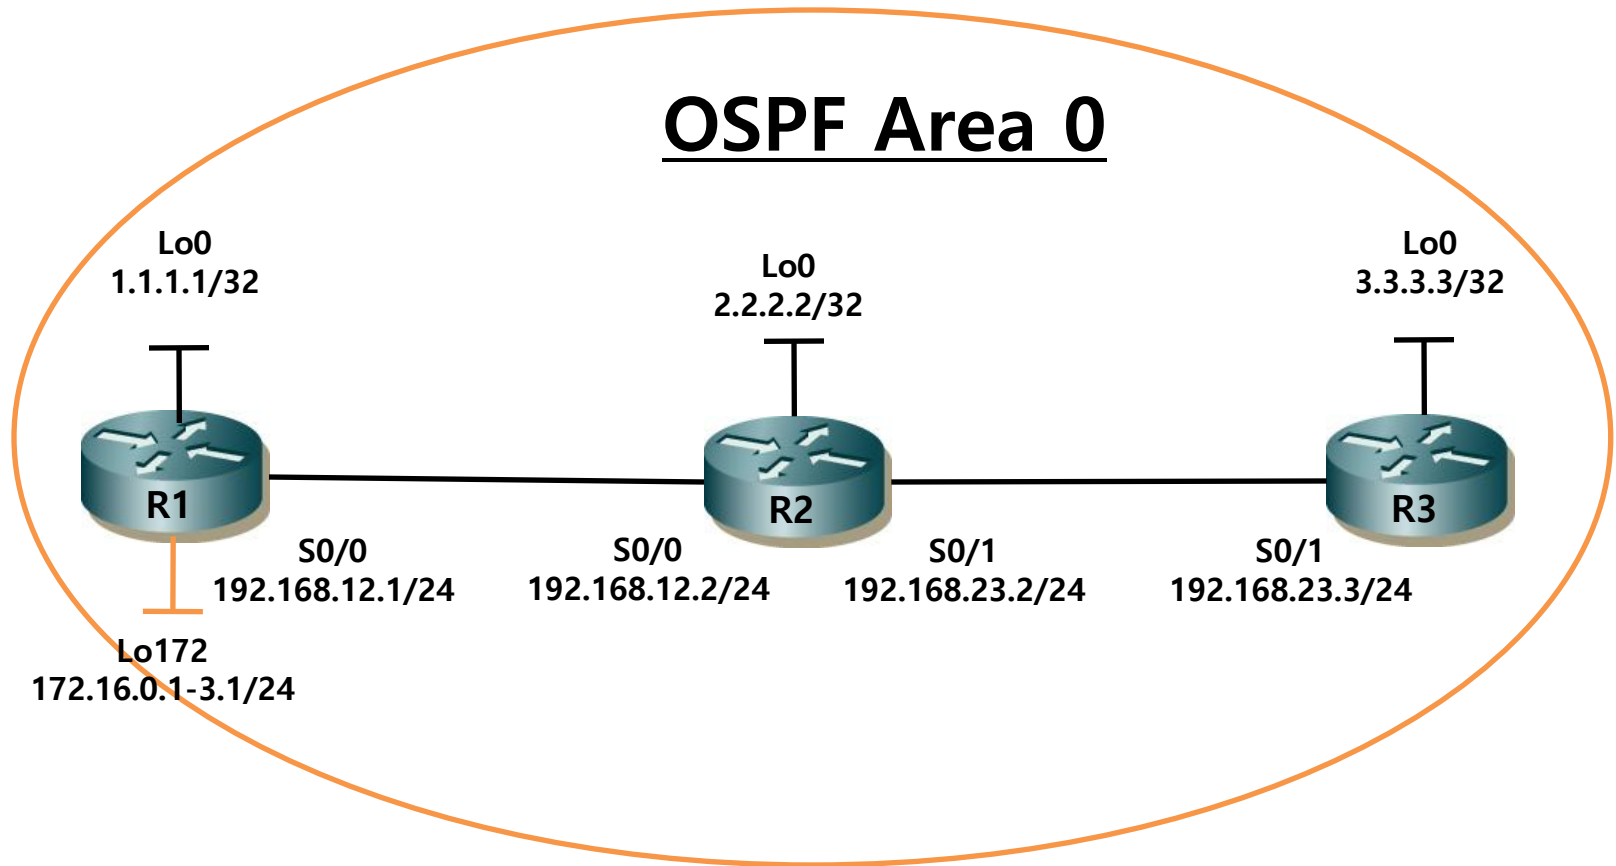 OSPF Area 0
Lo0
1.1.1.1/32
Lo0
2.2.2.2/32
Lo0
3.3.3.3/32
R1
R2
R3
S0/0
192.168.12.1/24
S0/0
192.168.12.2/24
S0/1
192.168.23.2/24
S0/1
192.168.23.3/24
Lo172
172.16.0.1-3.1/24